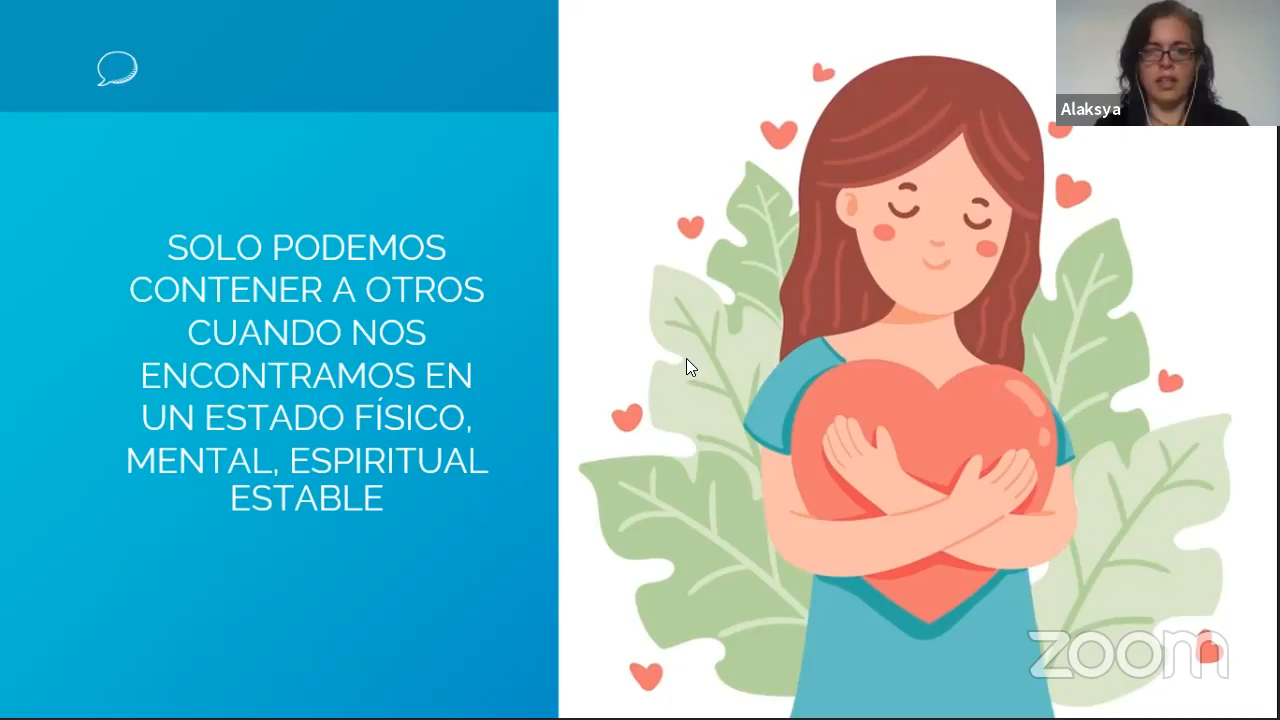 SOLO PODEMOS
CONTENER A OTROS
CUANDO NOS
ENCONTRAMOS EN
UN ESTADO FÍSICO,
MENTAL, ESPIRITUAL
ESTABLE
Alaksya
zoom